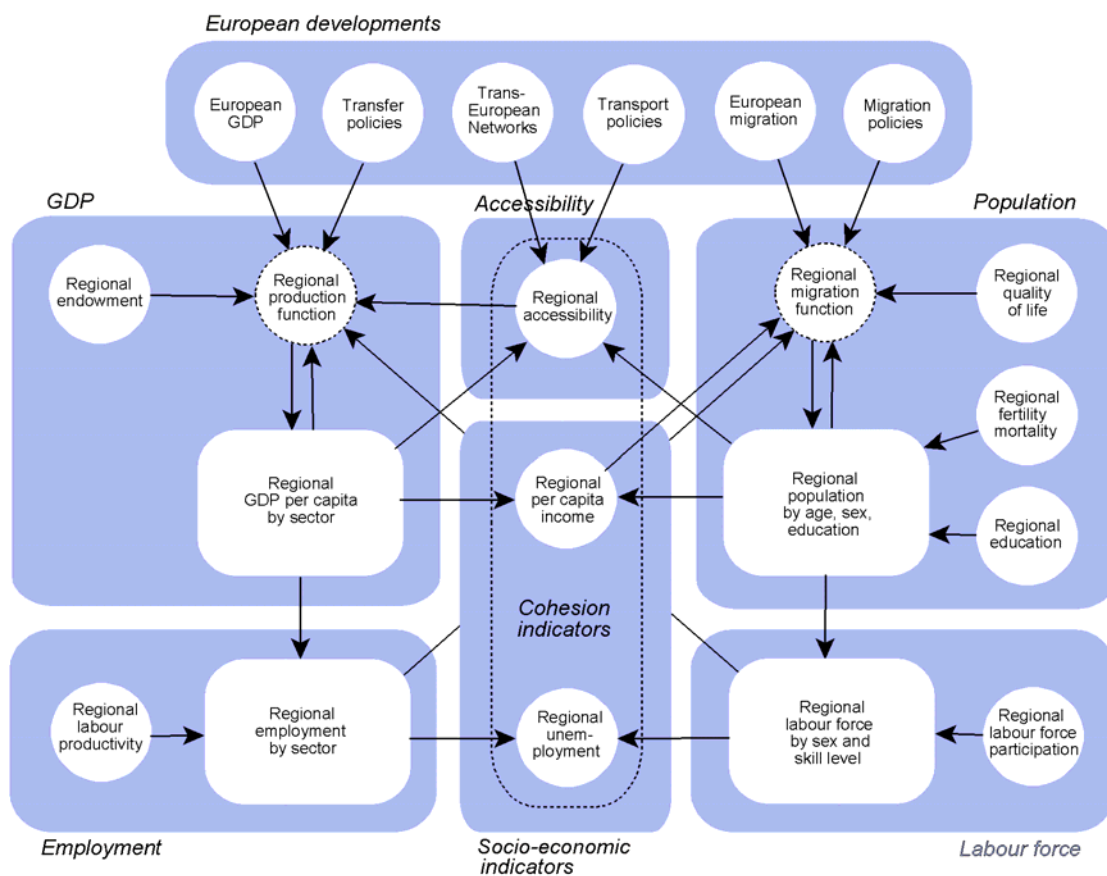 European developments
European
GDP
Transfer
policies
Trans-
European
Networks
Transport
policies
European
migration
Migration
policies
GDP
Accessibility
Population
Regional
endowment
Regional
production
function
Regional
accessibility
Regional
migration
function
Regional
quality
of life
Regional
fertility
mortality
Regional
GDP per capita
by sector
Regional
per capita
income
Regional
population
by age, sex,
education
Regional
education
Cohesion
indicators
Regional
labour
productivity
Regional
employment
by sector
Regional
unem-
ployment
Regional
labour force
by sex and
skill level
Regional
labour force
participation
Employment
Socio-economic
indicators
Labour force